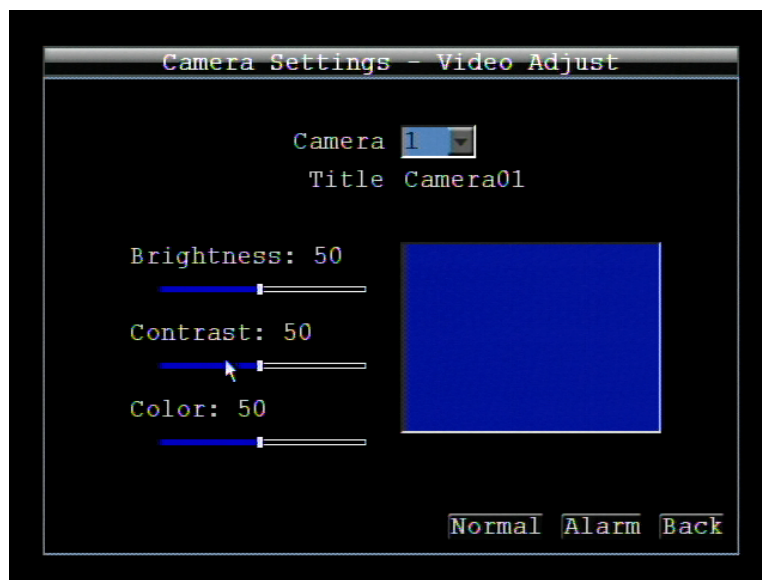 Camera Settings - Video Adjust
Camera 1
Title Camera01
Brightness: 50
Contrast: 50
Color: 50
Normal Alarm Back